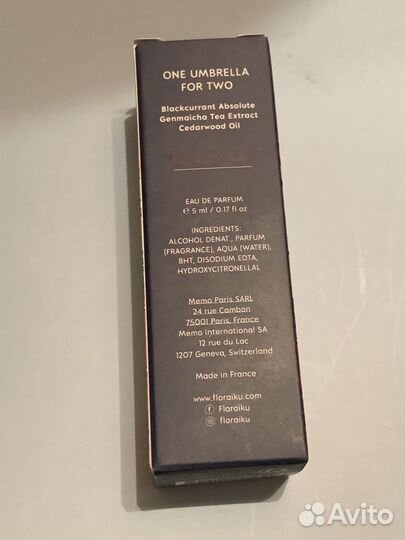 ONE UMBRELLA
FOR TWO
Blackcurrant Absolute
Genmaicha Tea Extract
Cedarwood Oil
EAU DE PARFUM
℮ 5 ml / 0.17 fl oz
INGREDIENTS:
ALCOHOL DENAT., PARFUM
(FRAGRANCE), AQUA (WATER),
BHT, DISODIUM EDTA,
HYDROXYCITRONELLAL
Memo Paris SARL
24 rue Cambon
75001 Paris, France
Memo International SA
12 rue du Lac
1207 Geneva, Switzerland
Made in France
www.floraiku.com
Floraiku
floraiku
Avito